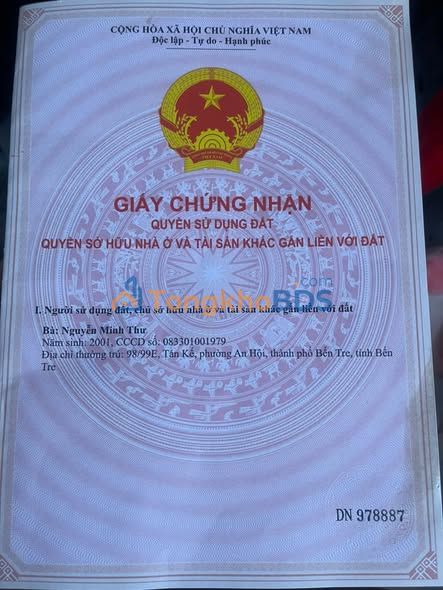 CỘNG HÒA XÃ HỘI CHỦ NGHĨA VIỆT NAM
Độc lập - Tự do - Hạnh phúc
VIỆT NAM
GIẤY CHỨNG NHẬN
QUYỀN SỬ DỤNG ĐẤT
QUYỀN SỞ HỮU NHÀ Ở VÀ TÀI SẢN KHÁC GẮN LIỀN VỚI ĐẤT
TongkhoBDS.com
I. Người sử dụng đất, chủ sở hữu nhà ở và tài sản khác gắn liền với đất
Bà: Nguyễn Minh Thư
Năm sinh: 2001, CCCD số: 083301001979
Địa chỉ thường trú: 98/99E, Tán Kế, phường An Hội, thành phố Bến Tre, tỉnh Bến
Tre
DN 978887